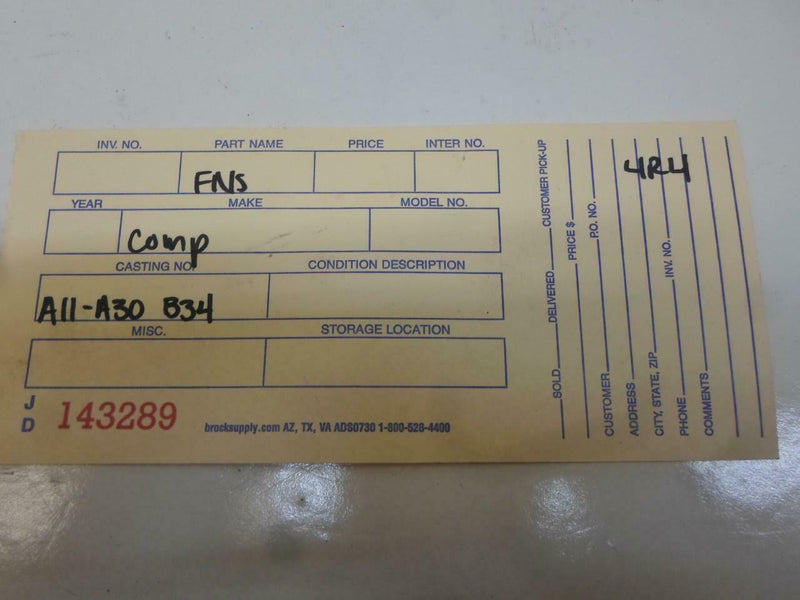 INV. NO. PART NAME PRICE INTER NO.
FNS
YEAR MAKE MODEL NO.
Comp
CASTING NO. CONDITION DESCRIPTION
A11-A30 B34
MISC. STORAGE LOCATION
J D 143289
brocksupply.com AZ, TX, VA ADS0730 1-800-528-4400
SOLD DELIVERED CUSTOMER PICK-UP
PRICE $
CUSTOMER P.O. NO.
ADDRESS
CITY, STATE, ZIP
PHONE INV. NO.
COMMENTS
4R4